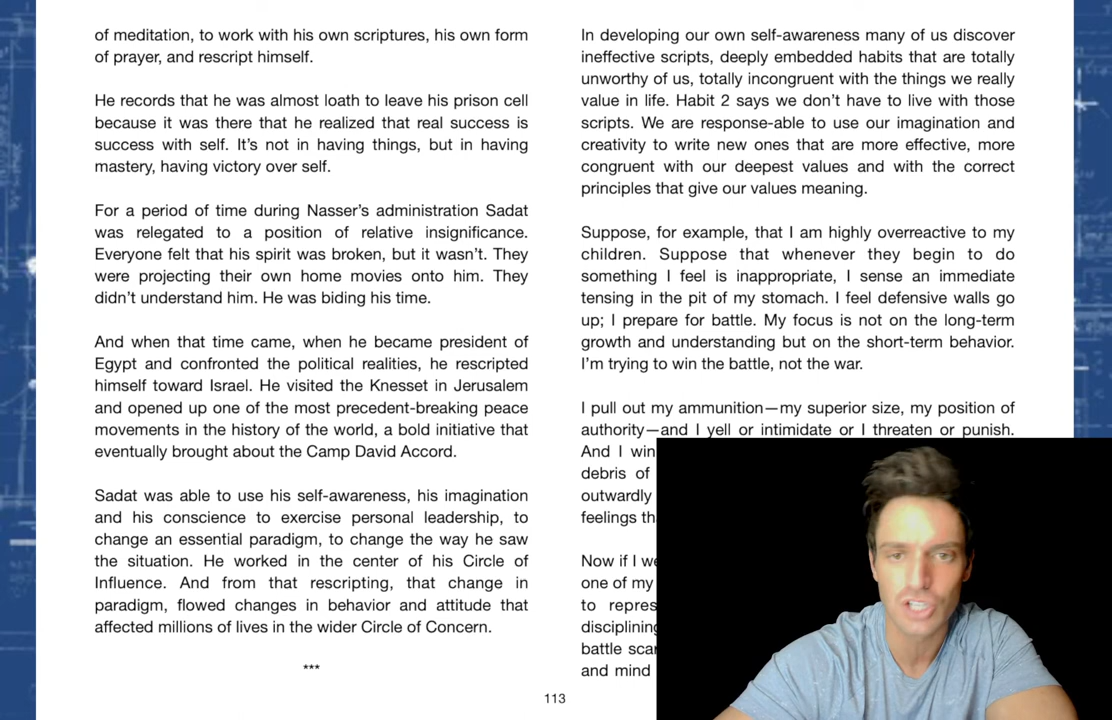 of meditation, to work with his own scriptures, his own form
of prayer, and rescript himself.
He records that he was almost loath to leave his prison cell
because it was there that he realized that real success is
success with self. It’s not in having things, but in having
mastery, having victory over self.
For a period of time during Nasser’s administration Sadat
was relegated to a position of relative insignificance.
Everyone felt that his spirit was broken, but it wasn’t. They
were projecting their own home movies onto him. They
didn’t understand him. He was biding his time.
And when that time came, when he became president of
Egypt and confronted the political realities, he rescripted
himself toward Israel. He visited the Knesset in Jerusalem
and opened up one of the most precedent-breaking peace
movements in the history of the world, a bold initiative that
eventually brought about the Camp David Accord.
Sadat was able to use his self-awareness, his imagination
and his conscience to exercise personal leadership, to
change an essential paradigm, to change the way he saw
the situation. He worked in the center of his Circle of
Influence. And from that rescripting, that change in
paradigm, flowed changes in behavior and attitude that
affected millions of lives in the wider Circle of Concern.
***
In developing our own self-awareness many of us discover
ineffective scripts, deeply embedded habits that are totally
unworthy of us, totally incongruent with the things we really
value in life. Habit 2 says we don’t have to live with those
scripts. We are response-able to use our imagination and
creativity to write new ones that are more effective, more
congruent with our deepest values and with the correct
principles that give our values meaning.
Suppose, for example, that I am highly overreactive to my
children. Suppose that whenever they begin to do
something I feel is inappropriate, I sense an immediate
tensing in the pit of my stomach. I feel defensive walls go
up; I prepare for battle. My focus is not on the long-term
growth and understanding but on the short-term behavior.
I’m trying to win the battle, not the war.
I pull out my ammunition—my superior size, my position of
authority—and I yell or intimidate or I threaten or punish.
And I win
debris of
outwardly
feelings
Now if I
one of my
to
battle
and mind
113